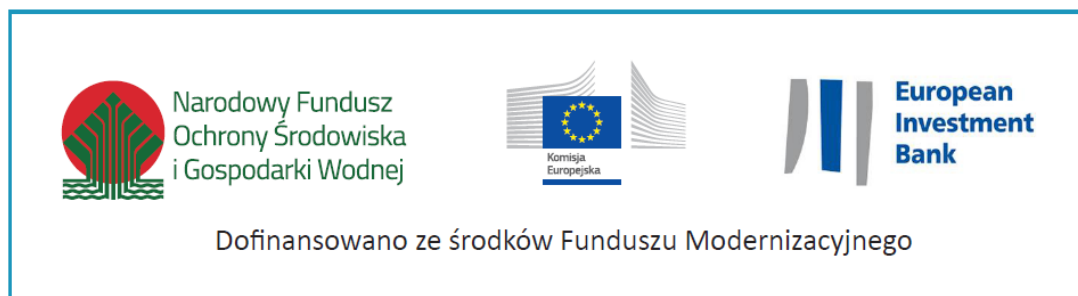 Narodowy Fundusz
Ochrony Środowiska
i Gospodarki Wodnej
Komisja
Europejska
European
Investment
Bank
Dofinansowano ze środków Funduszu Modernizacyjnego